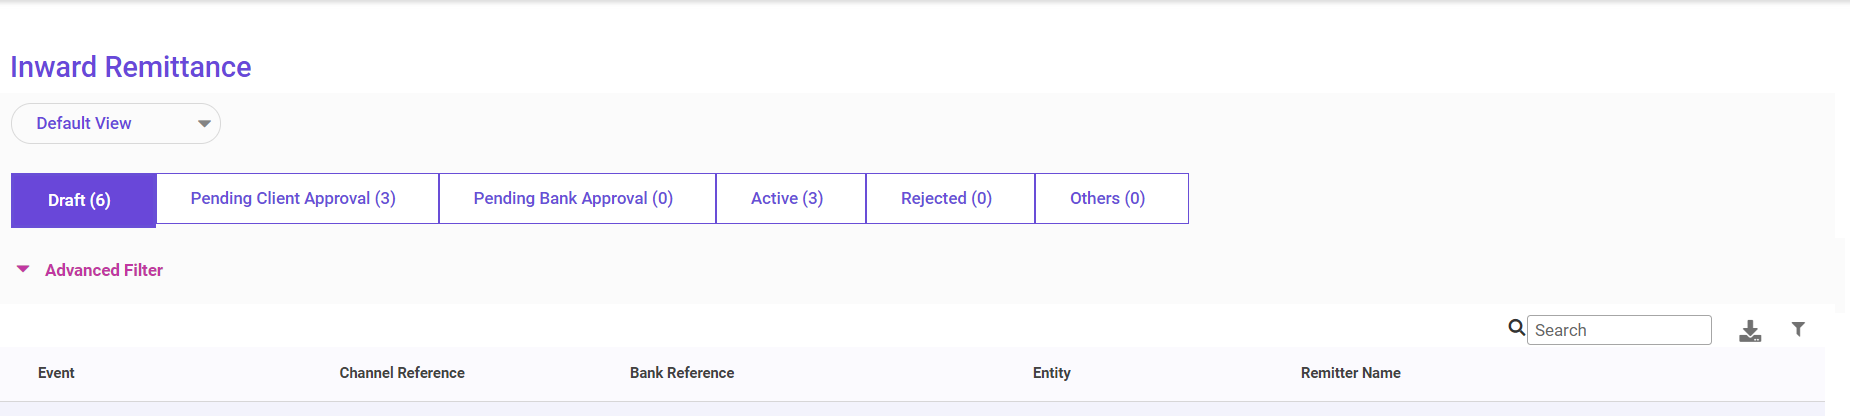 Inward Remittance
Default View
Draft (6) Pending Client Approval (3) Pending Bank Approval (0) Active (3) Rejected (0) Others (0)
Advanced Filter
Search
Event Channel Reference Bank Reference Entity Remitter Name